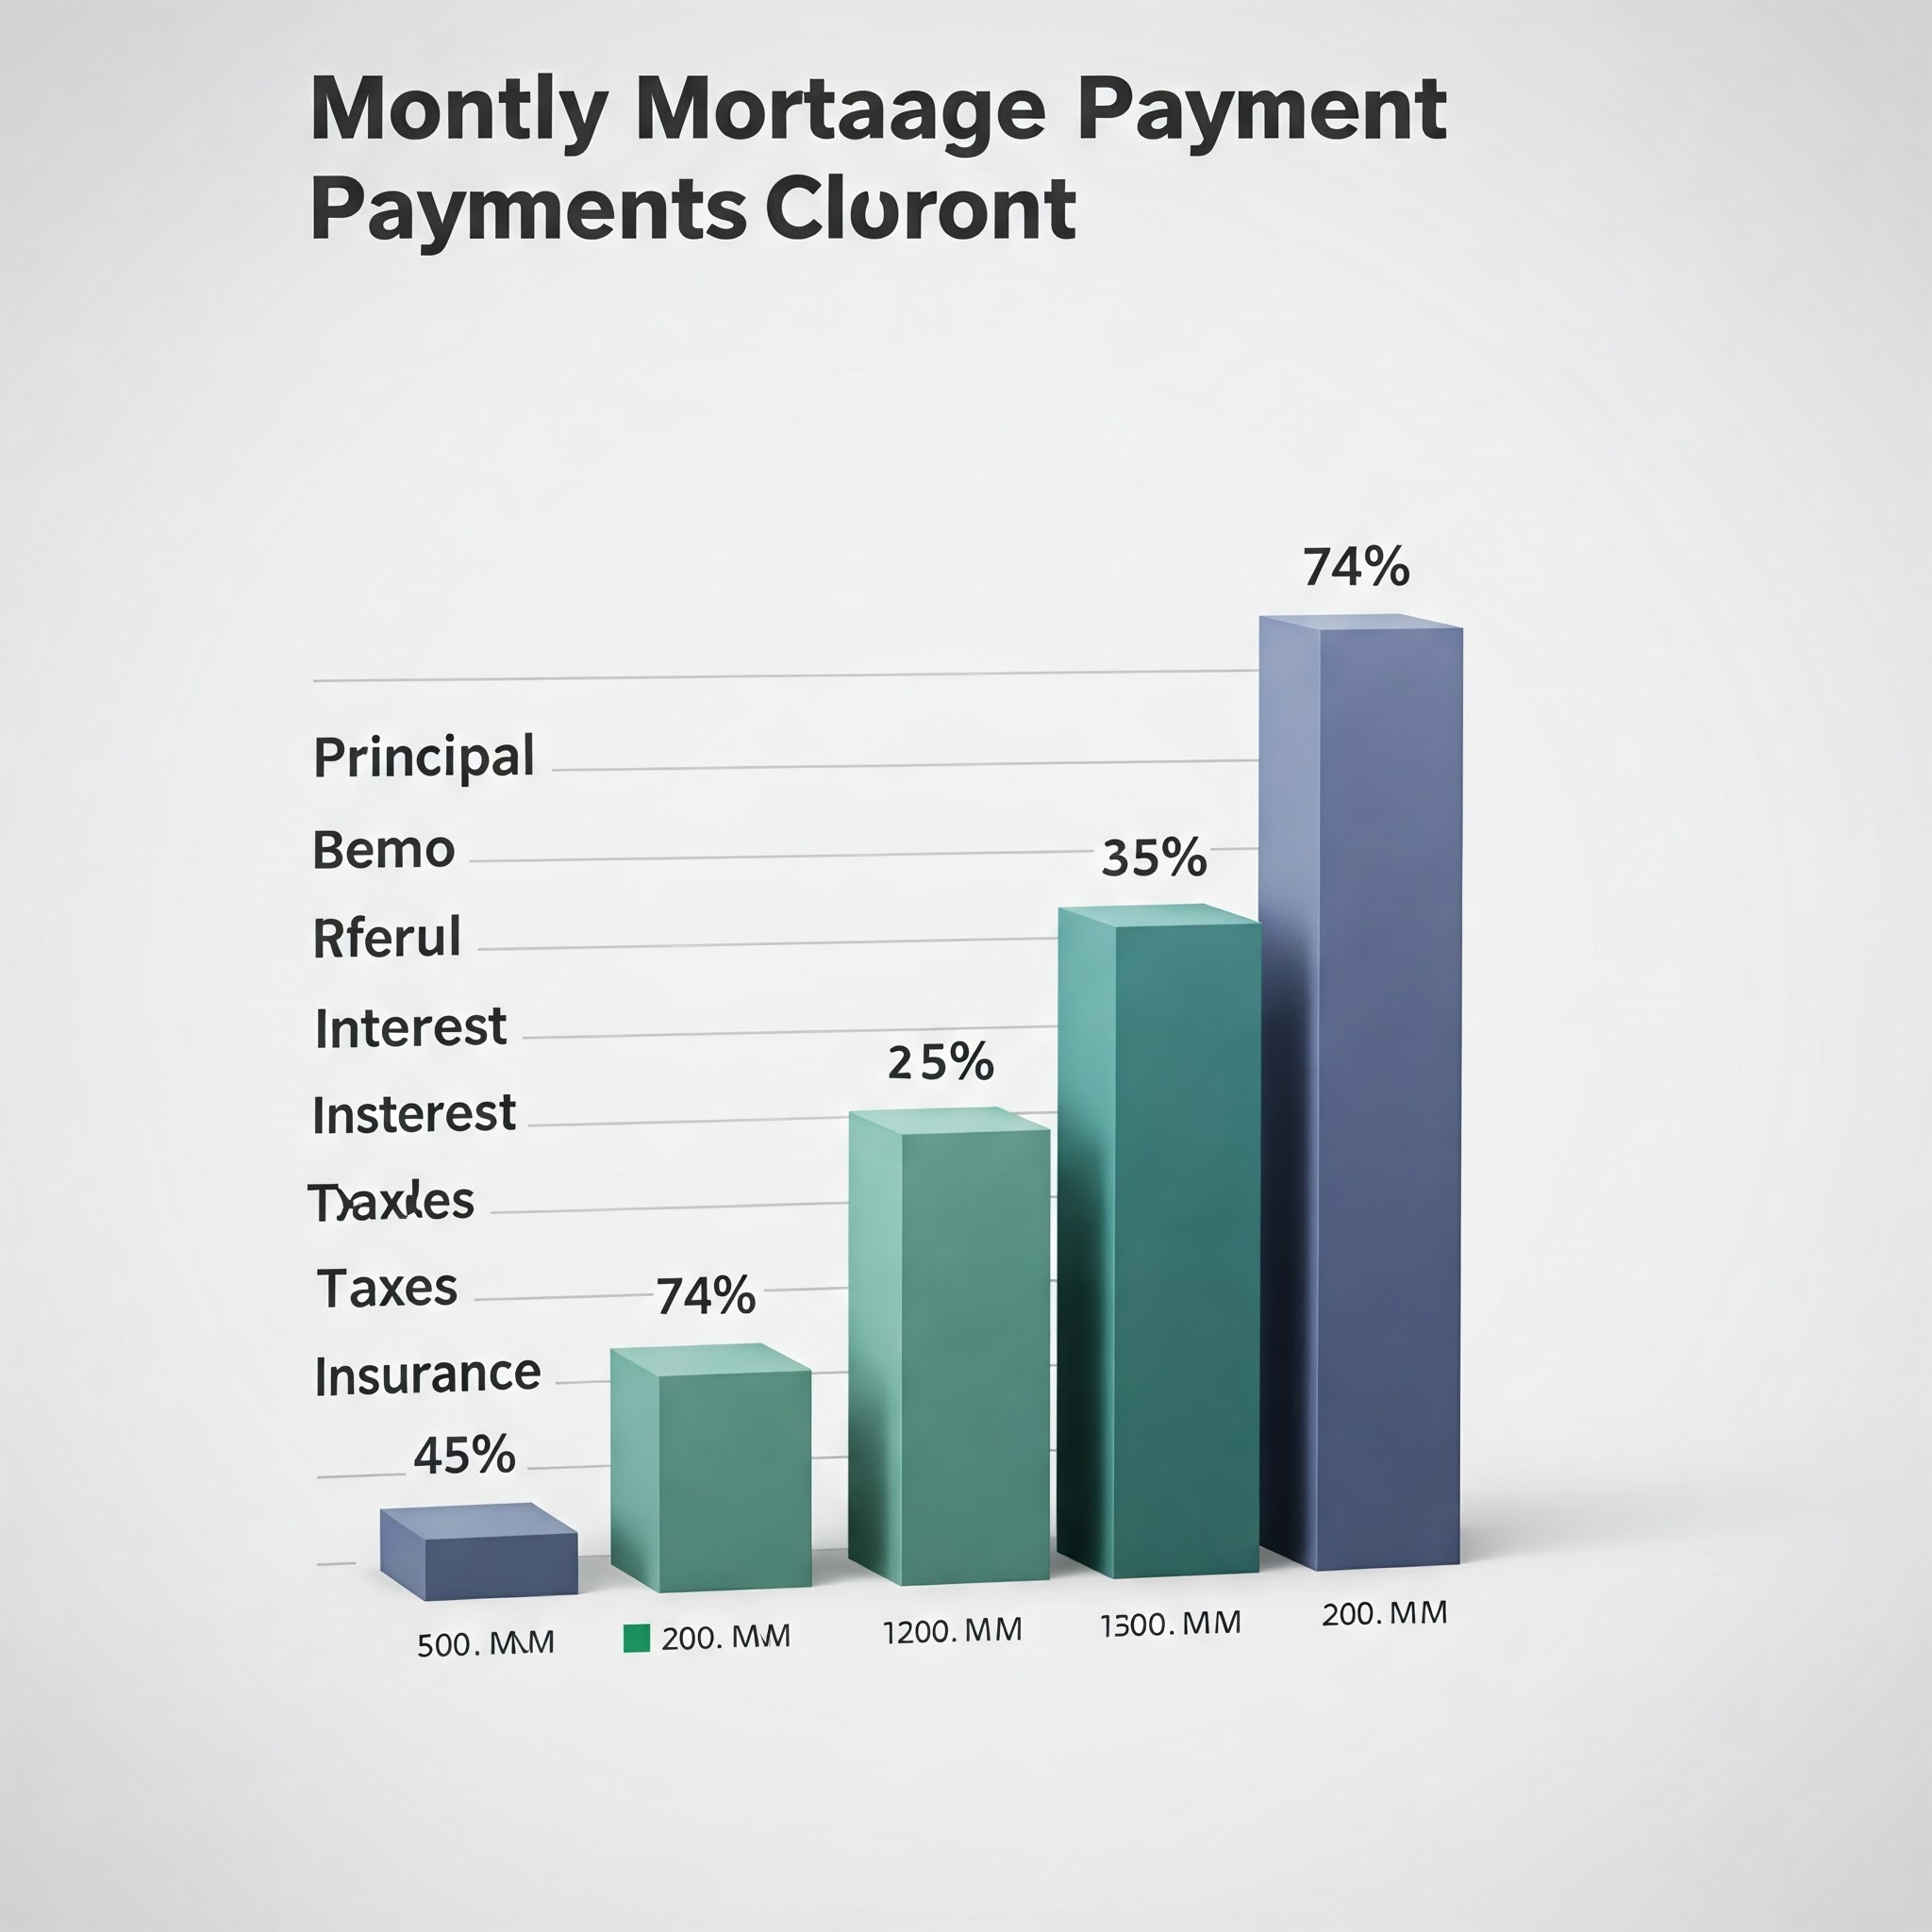 Montly Mortaage Payment
Payments Cloront
74%
Principal
Bemo
35%
Rferul
Interest
25%
Insterest
Taxes
74%
Insurance
45%
500. MM
200. MM
1200. MM
1300. MM
200. MM